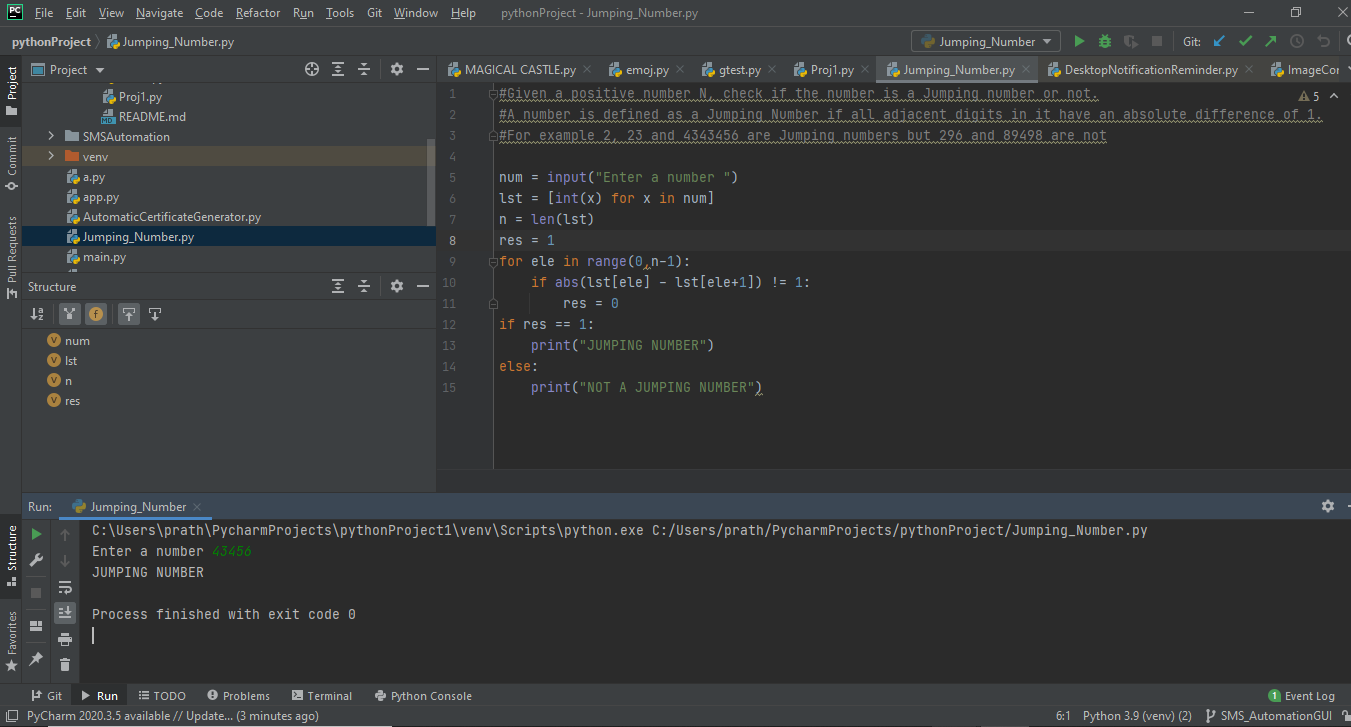 PC File Edit View Navigate Code Refactor Run Tools Git Window Help pythonProject - Jumping_Number.py
pythonProject Jumping_Number.py Jumping_Number Git:
Project
Project
Proj1.py
README.md
SMSAutomation
venv
a.py
app.py
AutomaticCertificateGenerator.py
Jumping_Number.py
main.py
Commit
Pull Requests
Structure
num
lst
n
res
MAGICAL CASTLE.py emoj.py gtest.py Proj1.py Jumping_Number.py DesktopNotificationReminder.py ImageCor
5
1 #Given a positive number N, check if the number is a Jumping number or not.
2 #A number is defined as a Jumping Number if all adjacent digits in it have an absolute difference of 1.
3 #For example 2, 23 and 4343456 are Jumping numbers but 296 and 89498 are not
4
5 num = input("Enter a number ")
6 lst = [int(x) for x in num]
7 n = len(lst)
8 res = 1
9 for ele in range(0,n-1):
10 if abs(lst[ele] - lst[ele+1]) != 1:
11 res = 0
12 if res == 1:
13 print("JUMPING NUMBER")
14 else:
15 print("NOT A JUMPING NUMBER")
Run: Jumping_Number
Structure
Favorites
C:\Users\prath\PycharmProjects\pythonProject1\venv\Scripts\python.exe C:/Users/prath/PycharmProjects/pythonProject/Jumping_Number.py
Enter a number 43456
JUMPING NUMBER
Process finished with exit code 0
Git Run TODO Problems Terminal Python Console 1 Event Log
PyCharm 2020.3.5 available // Update... (3 minutes ago) 6:1 Python 3.9 (venv) (2) SMS_AutomationGUI